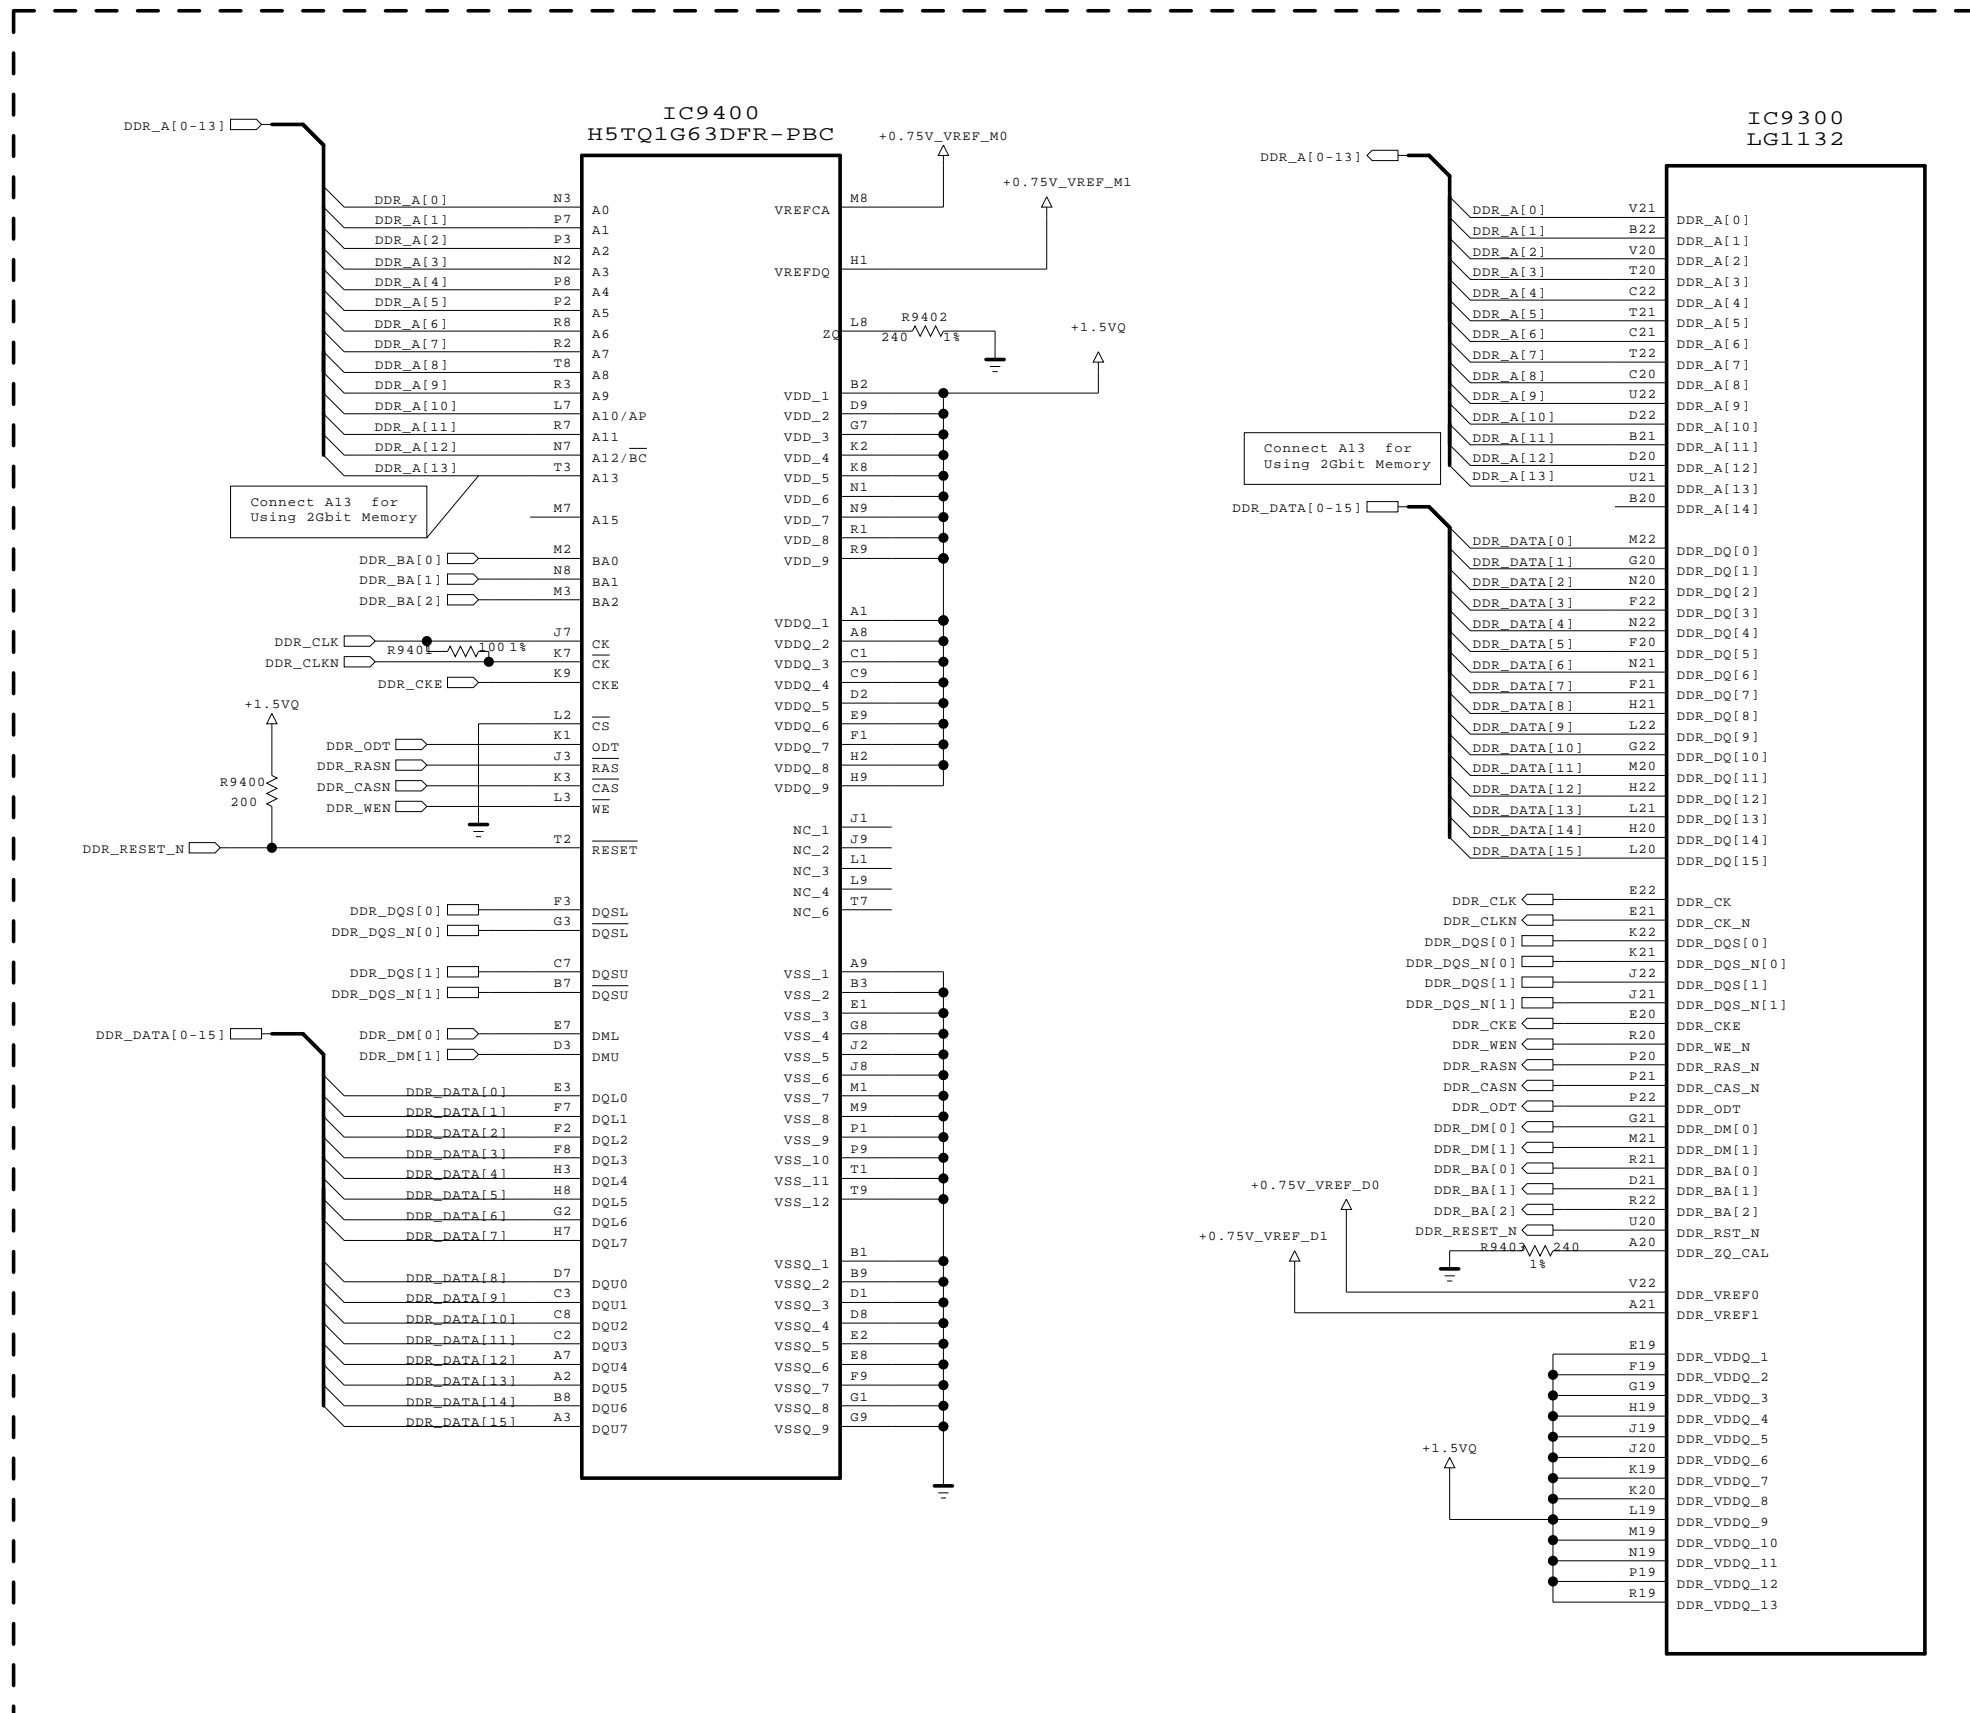 IC9400
H5TQ1G63DFR-PBC
DDR_A[0-13]
DDR_A[0] N3 A0
DDR_A[1] P7 A1
DDR_A[2] P3 A2
DDR_A[3] N2 A3
DDR_A[4] P8 A4
DDR_A[5] P2 A5
DDR_A[6] R8 A6
DDR_A[7] R2 A7
DDR_A[8] T8 A8
DDR_A[9] R3 A9
DDR_A[10] L7 A10/AP
DDR_A[11] R7 A11
DDR_A[12] N7 A12/BC
DDR_A[13] T3 A13
Connect A13 for
Using 2Gbit Memory
M7 A15
DDR_BA[0] M2 BA0
DDR_BA[1] N8 BA1
DDR_BA[2] M3 BA2
DDR_CLK J7 CK
R9401 100 1%
DDR_CLKN K7 CK
DDR_CKE K9 CKE
+1.5VQ
L2 CS
DDR_ODT K1 ODT
DDR_RASN J3 RAS
DDR_CASN K3 CAS
DDR_WEN L3 WE
R9400
200
DDR_RESET_N T2 RESET
DDR_DQS[0] F3 DQSL
DDR_DQS_N[0] G3 DQSL
DDR_DQS[1] C7 DQSU
DDR_DQS_N[1] B7 DQSU
DDR_DATA[0-15]
DDR_DM[0] E7 DML
DDR_DM[1] D3 DMU
DDR_DATA[0] E3 DQL0
DDR_DATA[1] F7 DQL1
DDR_DATA[2] F2 DQL2
DDR_DATA[3] F8 DQL3
DDR_DATA[4] H3 DQL4
DDR_DATA[5] H8 DQL5
DDR_DATA[6] G2 DQL6
DDR_DATA[7] H7 DQL7
DDR_DATA[8] D7 DQU0
DDR_DATA[9] C3 DQU1
DDR_DATA[10] C8 DQU2
DDR_DATA[11] C2 DQU3
DDR_DATA[12] A7 DQU4
DDR_DATA[13] A2 DQU5
DDR_DATA[14] B8 DQU6
DDR_DATA[15] A3 DQU7
+0.75V_VREF_M0
VREFCA M8
+0.75V_VREF_M1
VREFDQ H1
ZQ L8 R9402
240 1%
+1.5VQ
VDD_1 B2
VDD_2 D9
VDD_3 G7
VDD_4 K2
VDD_5 K8
VDD_6 N1
VDD_7 N9
VDD_8 R1
VDD_9 R9
VDDQ_1 A1
VDDQ_2 A8
VDDQ_3 C1
VDDQ_4 C9
VDDQ_5 D2
VDDQ_6 E9
VDDQ_7 F1
VDDQ_8 H2
VDDQ_9 H9
NC_1 J1
NC_2 J9
NC_3 L1
NC_4 L9
NC_6 T7
VSS_1 A9
VSS_2 B3
VSS_3 E1
VSS_4 G8
VSS_5 J2
VSS_6 J8
VSS_7 M1
VSS_8 M9
VSS_9 P1
VSS_10 P9
VSS_11 T1
VSS_12 T9
VSSQ_1 B1
VSSQ_2 B9
VSSQ_3 D1
VSSQ_4 D8
VSSQ_5 E2
VSSQ_6 E8
VSSQ_7 F9
VSSQ_8 G1
VSSQ_9 G9
IC9300
LG1132
DDR_A[0-13]
DDR_A[0] V21 DDR_A[0]
DDR_A[1] B22 DDR_A[1]
DDR_A[2] V20 DDR_A[2]
DDR_A[3] T20 DDR_A[3]
DDR_A[4] C22 DDR_A[4]
DDR_A[5] T21 DDR_A[5]
DDR_A[6] C21 DDR_A[6]
DDR_A[7] T22 DDR_A[7]
DDR_A[8] C20 DDR_A[8]
DDR_A[9] U22 DDR_A[9]
DDR_A[10] D22 DDR_A[10]
DDR_A[11] B21 DDR_A[11]
DDR_A[12] D20 DDR_A[12]
DDR_A[13] U21 DDR_A[13]
B20 DDR_A[14]
Connect A13 for
Using 2Gbit Memory
DDR_DATA[0-15]
DDR_DATA[0] M22 DDR_DQ[0]
DDR_DATA[1] G20 DDR_DQ[1]
DDR_DATA[2] N20 DDR_DQ[2]
DDR_DATA[3] F22 DDR_DQ[3]
DDR_DATA[4] N22 DDR_DQ[4]
DDR_DATA[5] F20 DDR_DQ[5]
DDR_DATA[6] N21 DDR_DQ[6]
DDR_DATA[7] F21 DDR_DQ[7]
DDR_DATA[8] H21 DDR_DQ[8]
DDR_DATA[9] L22 DDR_DQ[9]
DDR_DATA[10] G22 DDR_DQ[10]
DDR_DATA[11] M20 DDR_DQ[11]
DDR_DATA[12] H22 DDR_DQ[12]
DDR_DATA[13] L21 DDR_DQ[13]
DDR_DATA[14] H20 DDR_DQ[14]
DDR_DATA[15] L20 DDR_DQ[15]
DDR_CLK E22 DDR_CK
DDR_CLKN E21 DDR_CK_N
DDR_DQS[0] K22 DDR_DQS[0]
DDR_DQS_N[0] K21 DDR_DQS_N[0]
DDR_DQS[1] J22 DDR_DQS[1]
DDR_DQS_N[1] J21 DDR_DQS_N[1]
DDR_CKE E20 DDR_CKE
DDR_WEN R20 DDR_WE_N
DDR_RASN P20 DDR_RAS_N
DDR_CASN P21 DDR_CAS_N
DDR_ODT P22 DDR_ODT
DDR_DM[0] G21 DDR_DM[0]
DDR_DM[1] M21 DDR_DM[1]
DDR_BA[0] R21 DDR_BA[0]
DDR_BA[1] D21 DDR_BA[1]
DDR_BA[2] R22 DDR_BA[2]
DDR_RESET_N U20 DDR_RST_N
R9403 240 A20 DDR_ZQ_CAL
1%
+0.75V_VREF_D0
V22 DDR_VREF0
+0.75V_VREF_D1
A21 DDR_VREF1
E19 DDR_VDDQ_1
F19 DDR_VDDQ_2
G19 DDR_VDDQ_3
H19 DDR_VDDQ_4
J19 DDR_VDDQ_5
+1.5VQ
J20 DDR_VDDQ_6
K19 DDR_VDDQ_7
K20 DDR_VDDQ_8
L19 DDR_VDDQ_9
M19 DDR_VDDQ_10
N19 DDR_VDDQ_11
P19 DDR_VDDQ_12
R19 DDR_VDDQ_13